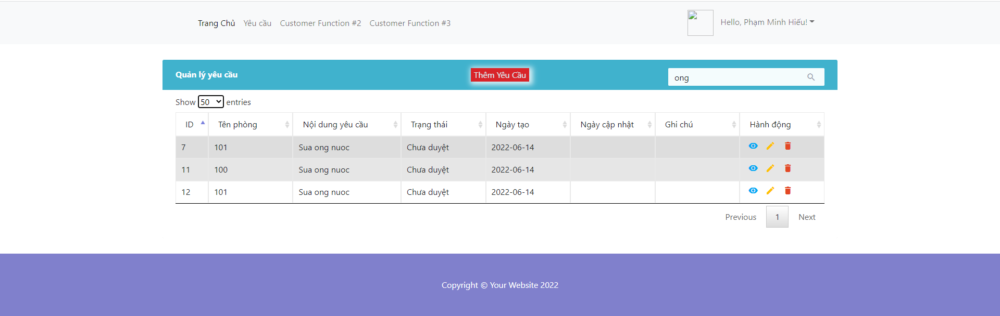 Trang Chủ Yêu cầu Customer Function #2 Customer Function #3 Hello, Phạm Minh Hiếu!
Quản lý yêu cầu Thêm Yêu Cầu ong
Show 50 entries
ID Tên phòng Nội dung yêu cầu Trạng thái Ngày tạo Ngày cập nhật Ghi chú Hành động
7 101 Sua ong nuoc Chưa duyệt 2022-06-14
11 100 Sua ong nuoc Chưa duyệt 2022-06-14
12 101 Sua ong nuoc Chưa duyệt 2022-06-14
Previous 1 Next
Copyright © Your Website 2022